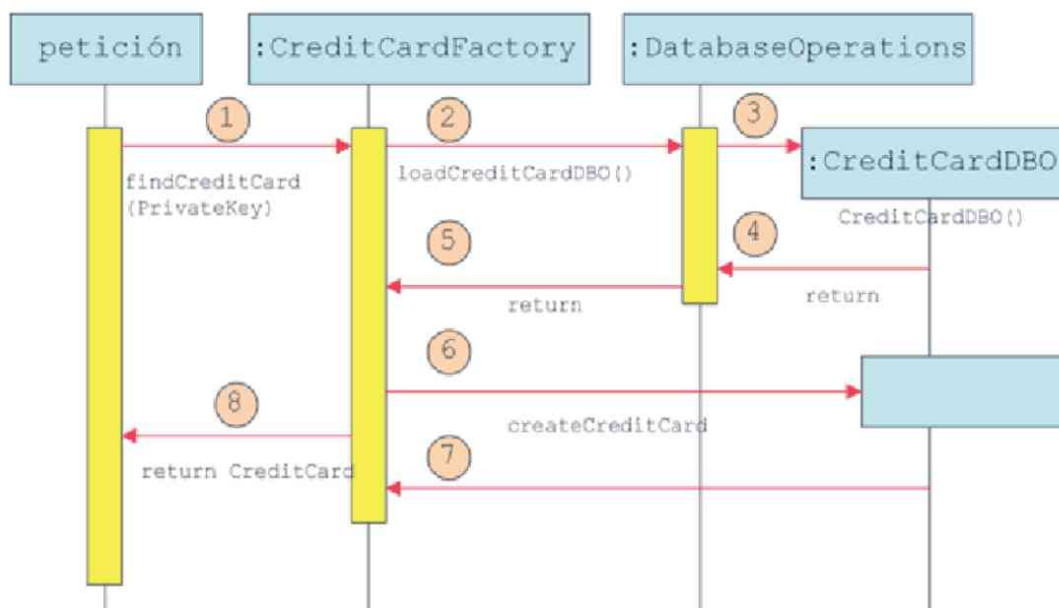 petición
:CreditCardFactory
:DatabaseOperations
1
2
3
findCreditCard
(PrivateKey)
loadCreditCardDBO()
:CreditCardDBO
CreditCardDBO()
4
5
return
return
6
createCreditCard
8
return CreditCard
7